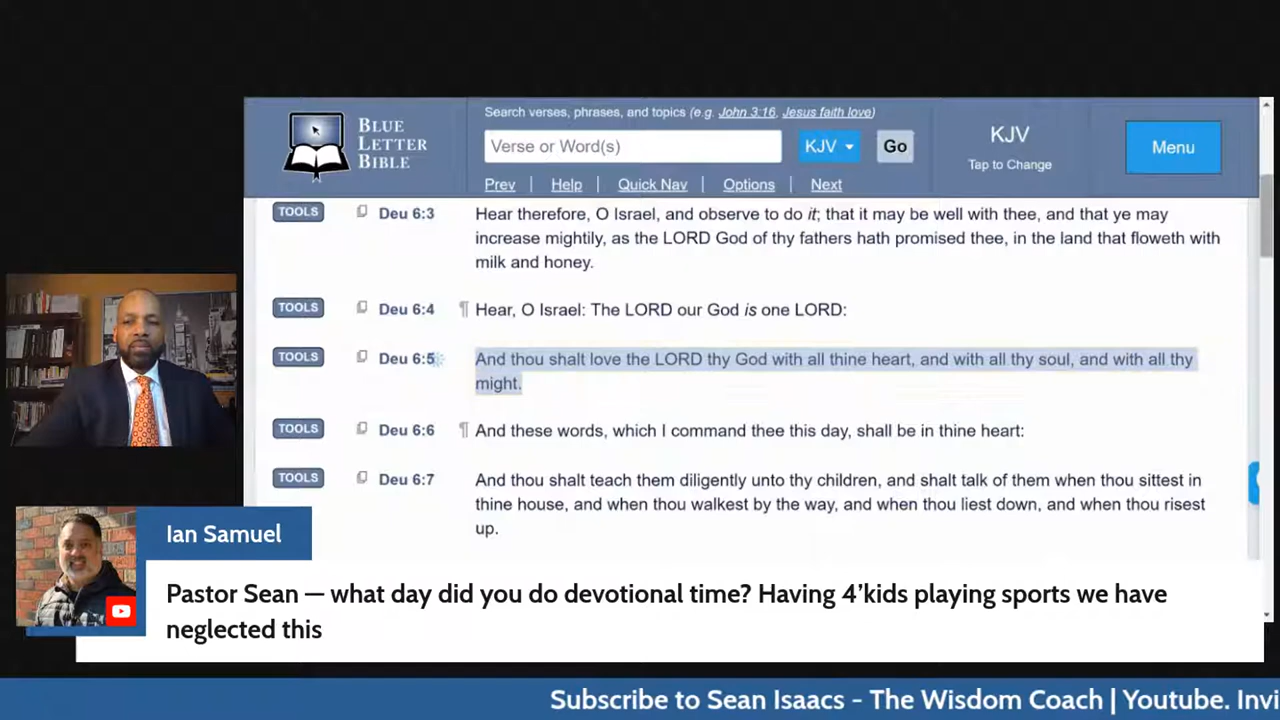 Search verses, phrases, and topics (e.g. John 3:16, Jesus faith love)
BLUE
LETTER
BIBLE
Verse or Word(s)
KJV
Go
KJV
Tap to Change
Menu
Prev | Help | Quick Nav | Options | Next
TOOLS Deu 6:3 Hear therefore, O Israel, and observe to do it; that it may be well with thee, and that ye may
increase mightily, as the LORD God of thy fathers hath promised thee, in the land that floweth with
milk and honey.
TOOLS Deu 6:4 ¶ Hear, O Israel: The LORD our God is one LORD:
TOOLS Deu 6:5 And thou shalt love the LORD thy God with all thine heart, and with all thy soul, and with all thy
might.
TOOLS Deu 6:6 ¶ And these words, which I command thee this day, shall be in thine heart:
TOOLS Deu 6:7 And thou shalt teach them diligently unto thy children, and shalt talk of them when thou sittest in
thine house, and when thou walkest by the way, and when thou liest down, and when thou risest
up.
Ian Samuel
Pastor Sean — what day did you do devotional time? Having 4’kids playing sports we have
neglected this
Subscribe to Sean Isaacs - The Wisdom Coach | Youtube. Invi